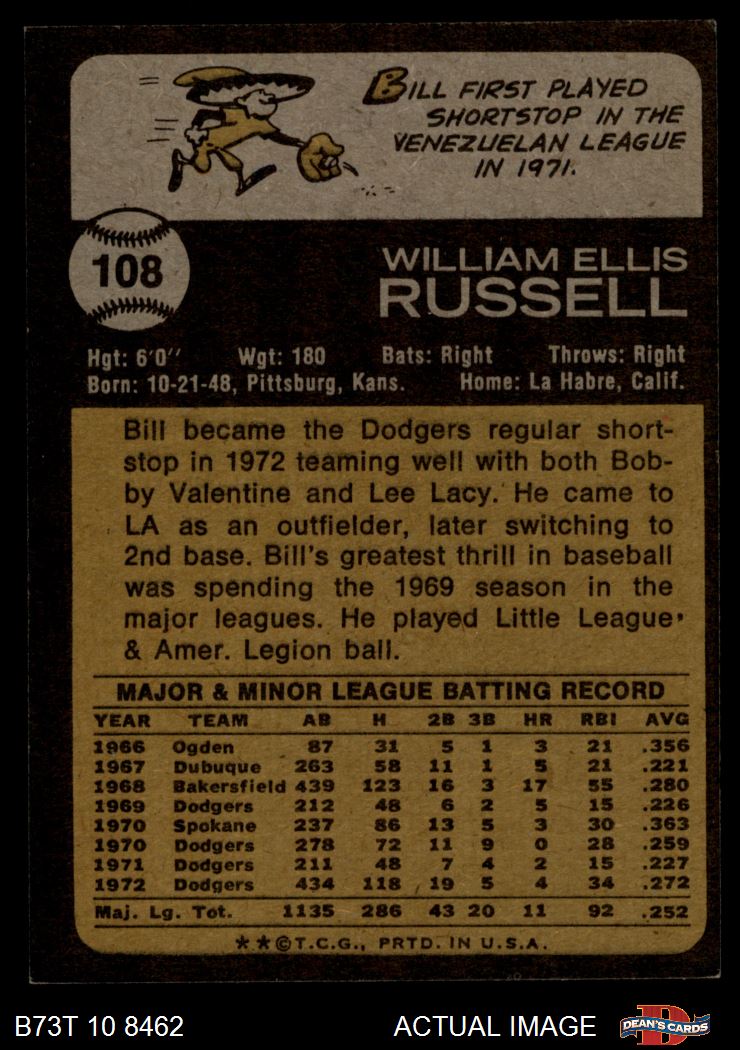 BILL FIRST PLAYED
SHORTSTOP IN THE
VENEZUELAN LEAGUE
IN 1971.
108
WILLIAM ELLIS
RUSSELL
Hgt: 6'0" Wgt: 180 Bats: Right Throws: Right
Born: 10-21-48, Pittsburg, Kans. Home: La Habre, Calif.
Bill became the Dodgers regular short-
stop in 1972 teaming well with both Bob-
by Valentine and Lee Lacy. He came to
LA as an outfielder, later switching to
2nd base. Bill's greatest thrill in baseball
was spending the 1969 season in the
major leagues. He played Little League
& Amer. Legion ball.
MAJOR & MINOR LEAGUE BATTING RECORD
YEAR TEAM AB H 2B 3B HR RBI AVG
1966 Ogden 87 31 5 1 3 21 .356
1967 Dubuque 263 58 11 1 5 21 .221
1968 Bakersfield 439 123 16 3 17 55 .280
1969 Dodgers 212 48 6 2 5 15 .226
1970 Spokane 237 86 13 5 3 30 .363
1970 Dodgers 278 72 11 9 0 28 .259
1971 Dodgers 211 48 7 4 2 15 .227
1972 Dodgers 434 118 19 5 4 34 .272
Maj. Lg. Tot. 1135 286 43 20 11 92 .252
★★©T.C.G., PRTD. IN U.S.A.
B73T 10 8462 ACTUAL IMAGE DEAN'S CARDS